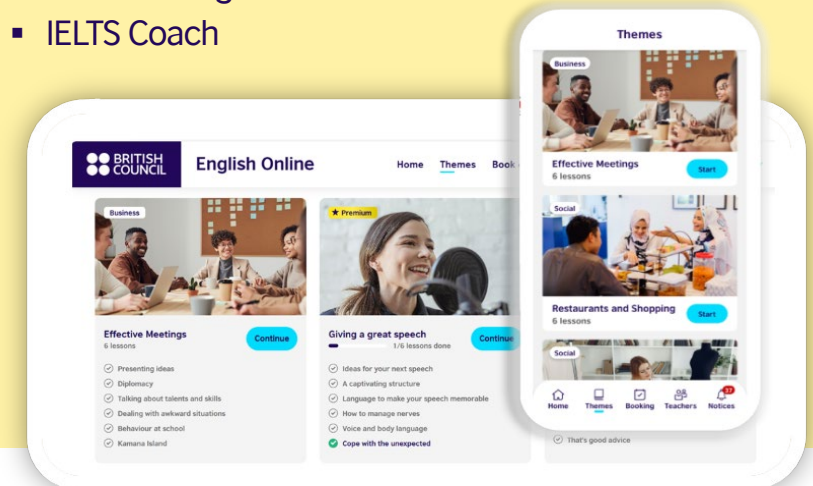 IELTS Coach
BRITISH
COUNCIL
English Online
Home Themes Book
Business
Effective Meetings
6 lessons
Continue
Presenting ideas
Diplomacy
Talking about talents and skills
Dealing with awkward situations
Behaviour at school
Kamana Island
Premium
Giving a great speech
1/6 lessons done
Continue
Ideas for your next speech
A captivating structure
Language to make your speech memorable
How to manage nerves
Voice and body language
Cope with the unexpected
That's good advice
Themes
Business
Effective Meetings
6 lessons
Start
Social
Restaurants and Shopping
6 lessons
Start
Social
Home Themes Booking Teachers Notices